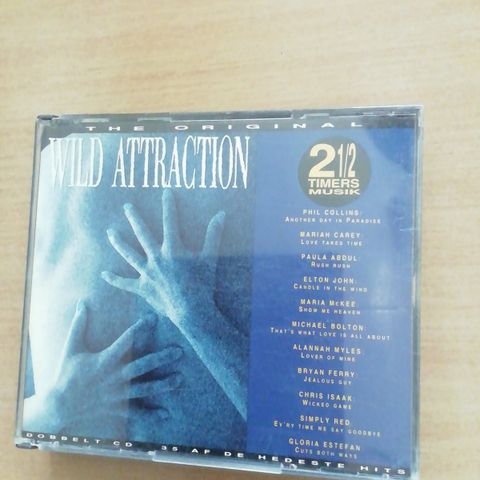 THE ORIGINAL
WILD ATTRACTION
2 1/2
TIMERS
MUSIK
PHIL COLLINS:
ANOTHER DAY IN PARADISE
MARIAH CAREY:
LOVE TAKES TIME
PAULA ABDUL:
RUSH RUSH
ELTON JOHN:
CANDLE IN THE WIND
MARIA MCKEE:
SHOW ME HEAVEN
MICHAEL BOLTON:
THAT'S WHAT LOVE IS ALL ABOUT
ALANNAH MYLES:
LOVER OF MINE
BRYAN FERRY:
JEALOUS GUY
CHRIS ISAAK:
WICKED GAME
SIMPLY RED:
EV'RY TIME WE SAY GOODBYE
GLORIA ESTEFAN:
CUTS BOTH WAYS
DOBBELT CD - 35 AF DE HEDESTE HITS